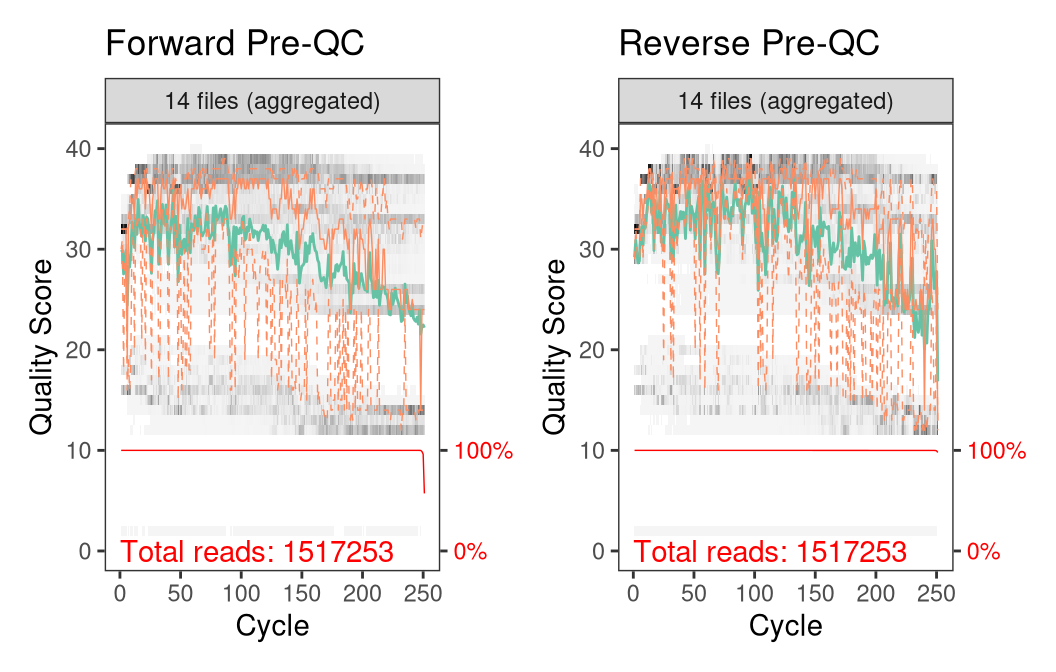 Forward Pre-QC
14 files (aggregated)
Quality Score
40
30
20
10
0
100%
0%
Total reads: 1517253
0 50 100 150 200 250
Cycle
Reverse Pre-QC
14 files (aggregated)
Quality Score
40
30
20
10
0
100%
0%
Total reads: 1517253
0 50 100 150 200 250
Cycle